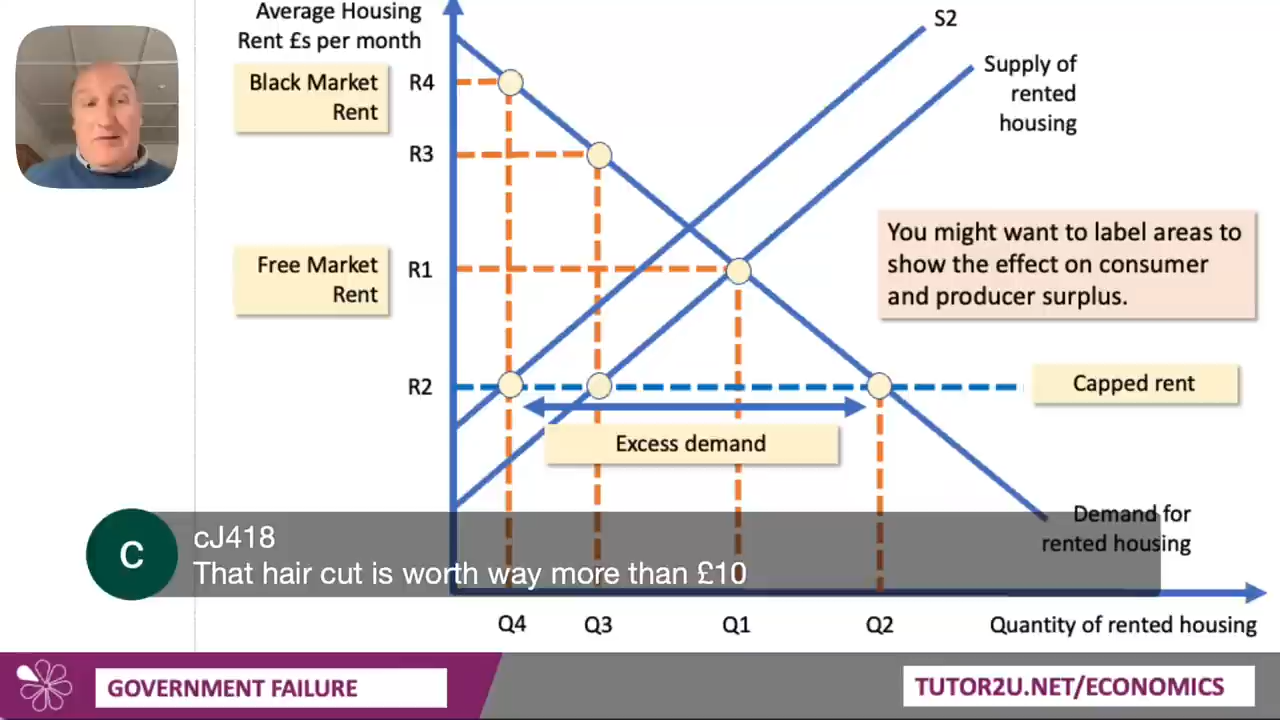 Average Housing
Rent £s per month
S2
Supply of
rented
housing
Black Market
Rent
R4
R3
Free Market
Rent
R1
You might want to label areas to
show the effect on consumer
and producer surplus.
R2
Capped rent
Excess demand
Demand for
rented housing
C
cJ418
That hair cut is worth way more than £10
Q4
Q3
Q1
Q2
Quantity of rented housing
GOVERNMENT FAILURE
TUTOR2U.NET/ECONOMICS